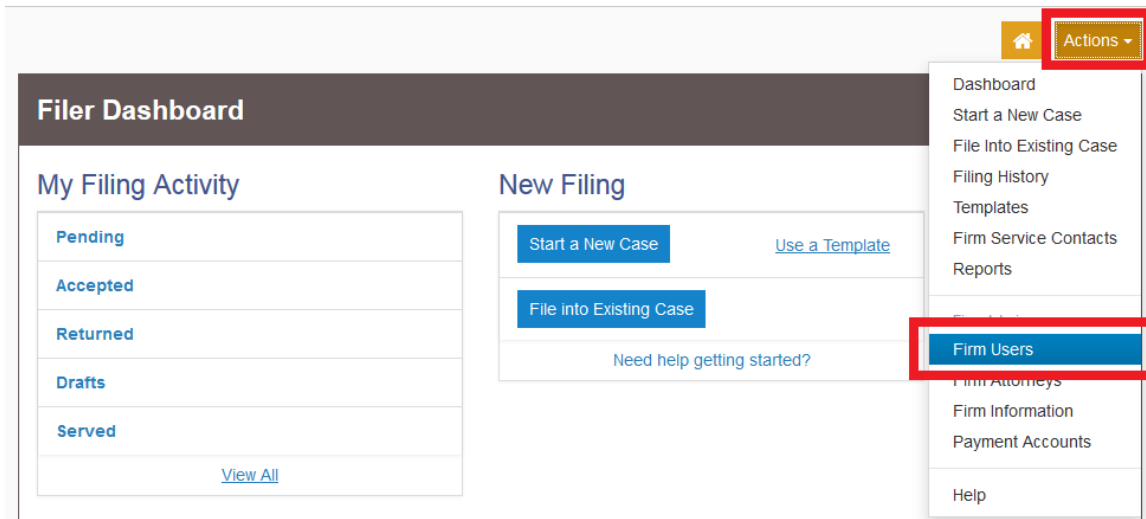 Actions
Filer Dashboard
My Filing Activity
Pending
Accepted
Returned
Drafts
Served
View All
New Filing
Start a New Case
Use a Template
File into Existing Case
Need help getting started?
Dashboard
Start a New Case
File Into Existing Case
Filing History
Templates
Firm Service Contacts
Reports
Firm Users
Firm Attorneys
Firm Information
Payment Accounts
Help